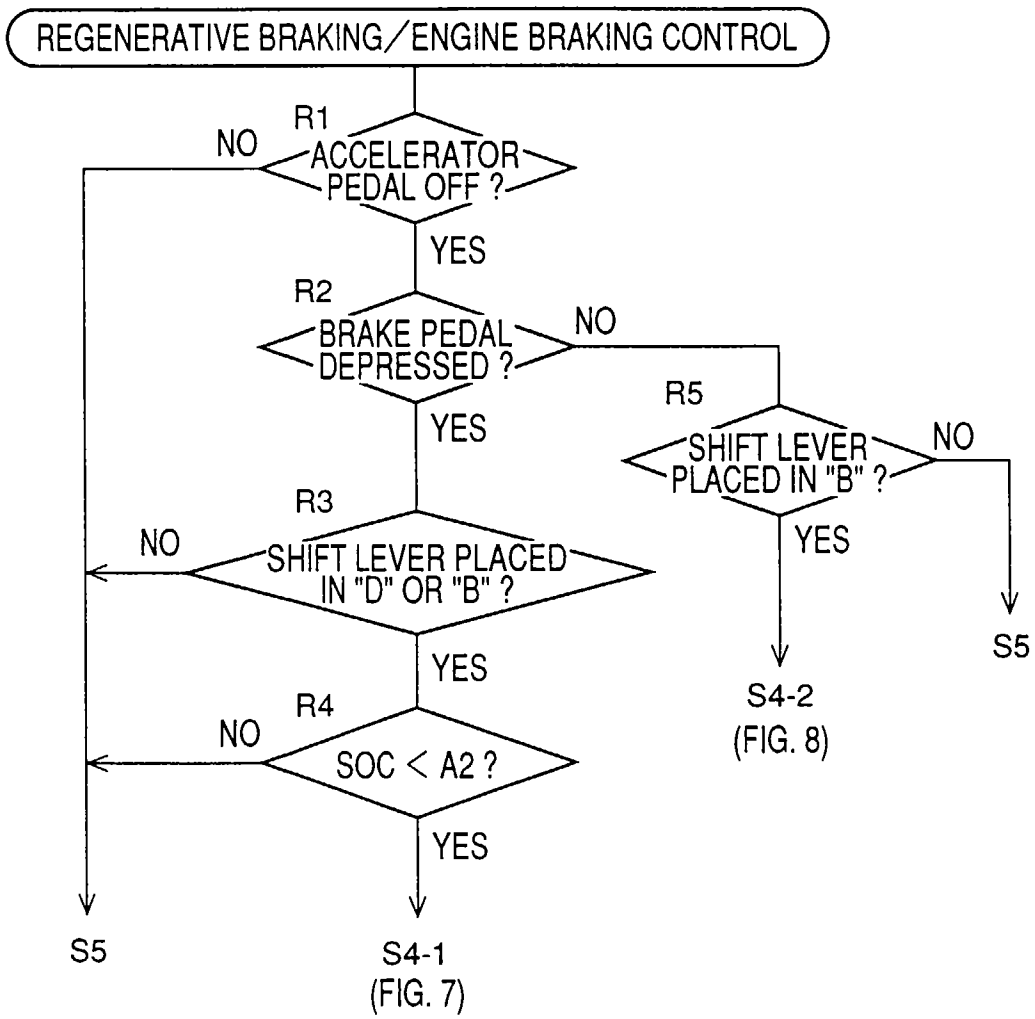 REGENERATIVE BRAKING/ENGINE BRAKING CONTROL
R1
NO
ACCELERATOR
PEDAL OFF ?
YES
R2
NO
BRAKE PEDAL
DEPRESSED ?
YES
R5
NO
SHIFT LEVER
PLACED IN "B" ?
YES
R3
NO
SHIFT LEVER PLACED
IN "D" OR "B" ?
YES
S5
S4-2
(FIG. 8)
R4
NO
SOC < A2 ?
YES
S5
S4-1
(FIG. 7)